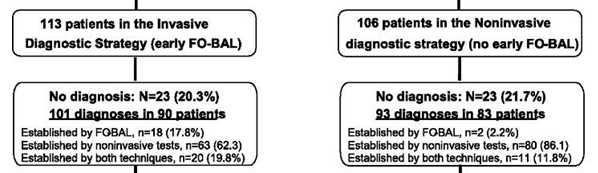 113 patients in the Invasive
Diagnostic Strategy (early FO-BAL)
No diagnosis: N=23 (20.3%)
101 diagnoses in 90 patients
Established by FO-BAL, n=18 (17.8%)
Established by noninvasive tests, n=63 (62.3)
Established by both techniques, n=20 (19.8%)
106 patients in the Noninvasive
diagnostic strategy (no early FO-BAL)
No diagnosis: N=23 (21.7%)
93 diagnoses in 83 patients
Established by FO-BAL, n=2 (2.2%)
Established by noninvasive tests, n=80 (86.1)
Established by both techniques, n=11 (11.8%)